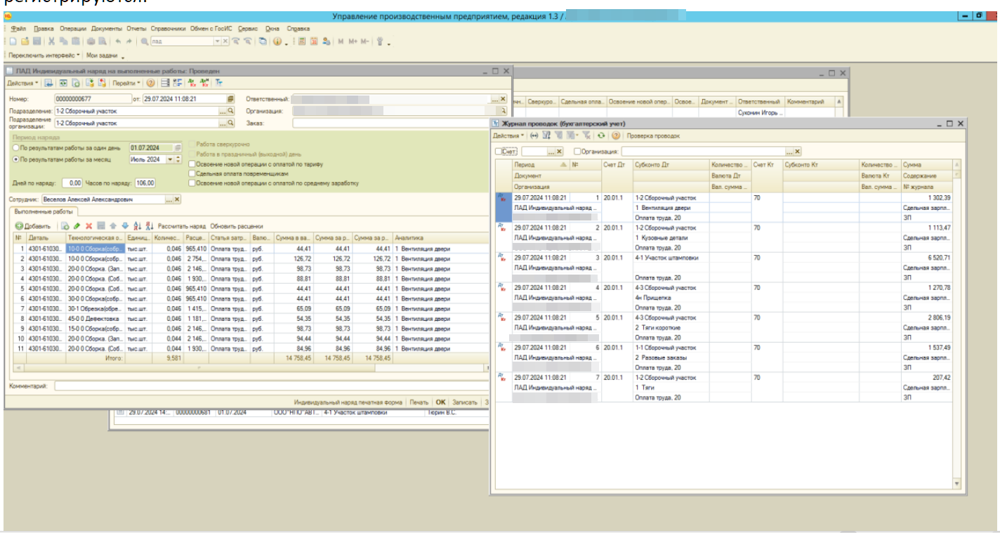 регистрируются.
Управление производственным предприятием, редакция 1.3 /
Файл Правка Операции Документы Отчеты Справочники Обмен с ГосИС Сервис Окна Справка
лад M M+ M-
Переключить интерфейс Мои задачи
ЛАД Индивидуальный наряд на выполненные работы: Проведен
Действия Перейти
Номер: 00000000677 от: 29.07.2024 11:08:21 Ответственный:
Подразделение: 1-2 Сборочный участок Организация:
Подразделение организации: 1-2 Сборочный участок Заказ:
Период наряда
По результатам работы за один день 01.07.2024
По результатам работы за месяц Июль 2024
Дней по наряду: 0,00 Часов по наряду: 106,00
Работа сверхурочно
Работа в праздничный (выходной) день
Освоение новой операции с оплатой по тарифу
Сдельная оплата повременщикам
Освоение новой операции с оплатой по среднему заработку
Сотрудник: Веселов Алексей Александрович
Выполненные работы
Добавить Рассчитать наряд Обновить расценки
№ Деталь Технологическая о... Единиц... Количес... Расце... Статья затр... Валю... Сумма в ва... Сумма за р... Сумма за р... Аналитика
1 4301-61030... 10-0 0 Сборка(собр... тыс.шт. 0,046 965,410 Оплата труд... руб. 44,41 44,41 44,41 1 Вентиляция двери
2 4301-61030... 10-0 0 Сборка(собр... тыс.шт. 0,046 2 754,... Оплата труд... руб. 126,72 126,72 126,72 1 Вентиляция двери
3 4301-61030... 20-0 0 Сборка. (Зап... тыс.шт. 0,046 2 146,... Оплата труд... руб. 98,73 98,73 98,73 1 Вентиляция двери
4 4301-61030... 20-0 0 Сборка. (Соб... тыс.шт. 0,046 1 930,... Оплата труд... руб. 88,81 88,81 88,81 1 Вентиляция двери
5 4301-61030... 20-0 0 Сборка. (Соб... тыс.шт. 0,046 965,410 Оплата труд... руб. 44,41 44,41 44,41 1 Вентиляция двери
6 4301-61030... 30-0 0 Сборка(собр... тыс.шт. 0,046 965,410 Оплата труд... руб. 44,41 44,41 44,41 1 Вентиляция двери
7 4301-61030... 30-1 Обрезка(обре... тыс.шт. 0,046 1 415,... Оплата труд... руб. 65,09 65,09 65,09 1 Вентиляция двери
8 4301-61030... 45-0 0 Дефектовка тыс.шт. 0,046 1 181,... Оплата труд... руб. 54,35 54,35 54,35 1 Вентиляция двери
9 4301-61030... 15-0 0 Сборка(собр... тыс.шт. 0,046 2 146,... Оплата труд... руб. 98,73 98,73 98,73 1 Вентиляция двери
10 4301-61030... 20-0 0 Сборка. (Зап... тыс.шт. 0,044 2 146,... Оплата труд... руб. 94,44 94,44 94,44 1 Вентиляция двери
11 4301-61030... 20-0 0 Сборка. (Соб... тыс.шт. 0,044 1 930,... Оплата труд... руб. 84,96 84,96 84,96 1 Вентиляция двери
Итого: 9,581 14 758,45 14 758,45 14 758,45
Комментарий:
Индивидуальный наряд печатная форма Печать OK Записать З
29.07.2024 14:... 00000000681 01.07.2024 ООО"НПО"АВТ... 4-1 Участок штамповки Тюрин В.С.
Сверхуро... Сдельная опла... Освоение новой опер... Освое... Документ ... Ответственный Комментарий
Сухонин Игорь ...
Журнал проводок (бухгалтерский учет)
Действия Проверка проводок
Счет: Организация:
Период № Счет Дт Субконто Дт Количество ... Счет Кт Субконто Кт Количество ... Сумма
Документ Валюта Дт Валюта Кт Содержание
Организация Вал. сумма ... Вал. сумма ... № журнала
29.07.2024 11:08:21 1 20.01.1 1-2 Сборочный участок 70 1 302,39
ЛАД Индивидуальный наряд ... 1 Вентиляция двери Сдельная зарпл...
Оплата труда, 20 ЗП
29.07.2024 11:08:21 2 20.01.1 1-2 Сборочный участок 70 1 113,47
ЛАД Индивидуальный наряд ... 1 Кузовные детали Сдельная зарпл...
Оплата труда, 20 ЗП
29.07.2024 11:08:21 3 20.01.1 4-1 Участок штамповки 70 6 520,71
ЛАД Индивидуальный наряд ... Сдельная зарпл...
Оплата труда, 20 ЗП
29.07.2024 11:08:21 4 20.01.1 4-3 Сборочный участок 70 1 270,78
ЛАД Индивидуальный наряд ... 4н Прищепка Сдельная зарпл...
Оплата труда, 20 ЗП
29.07.2024 11:08:21 5 20.01.1 4-3 Сборочный участок 70 2 806,19
ЛАД Индивидуальный наряд ... 2 Тяги короткие Сдельная зарпл...
Оплата труда, 20 ЗП
29.07.2024 11:08:21 6 20.01.1 1-1 Сборочный участок 70 1 537,49
ЛАД Индивидуальный наряд ... 2 Разовые заказы Сдельная зарпл...
Оплата труда, 20 ЗП
29.07.2024 11:08:21 7 20.01.1 1-2 Сборочный участок 70 207,42
ЛАД Индивидуальный наряд ... 1 Тяги Сдельная зарпл...
Оплата труда, 20 ЗП